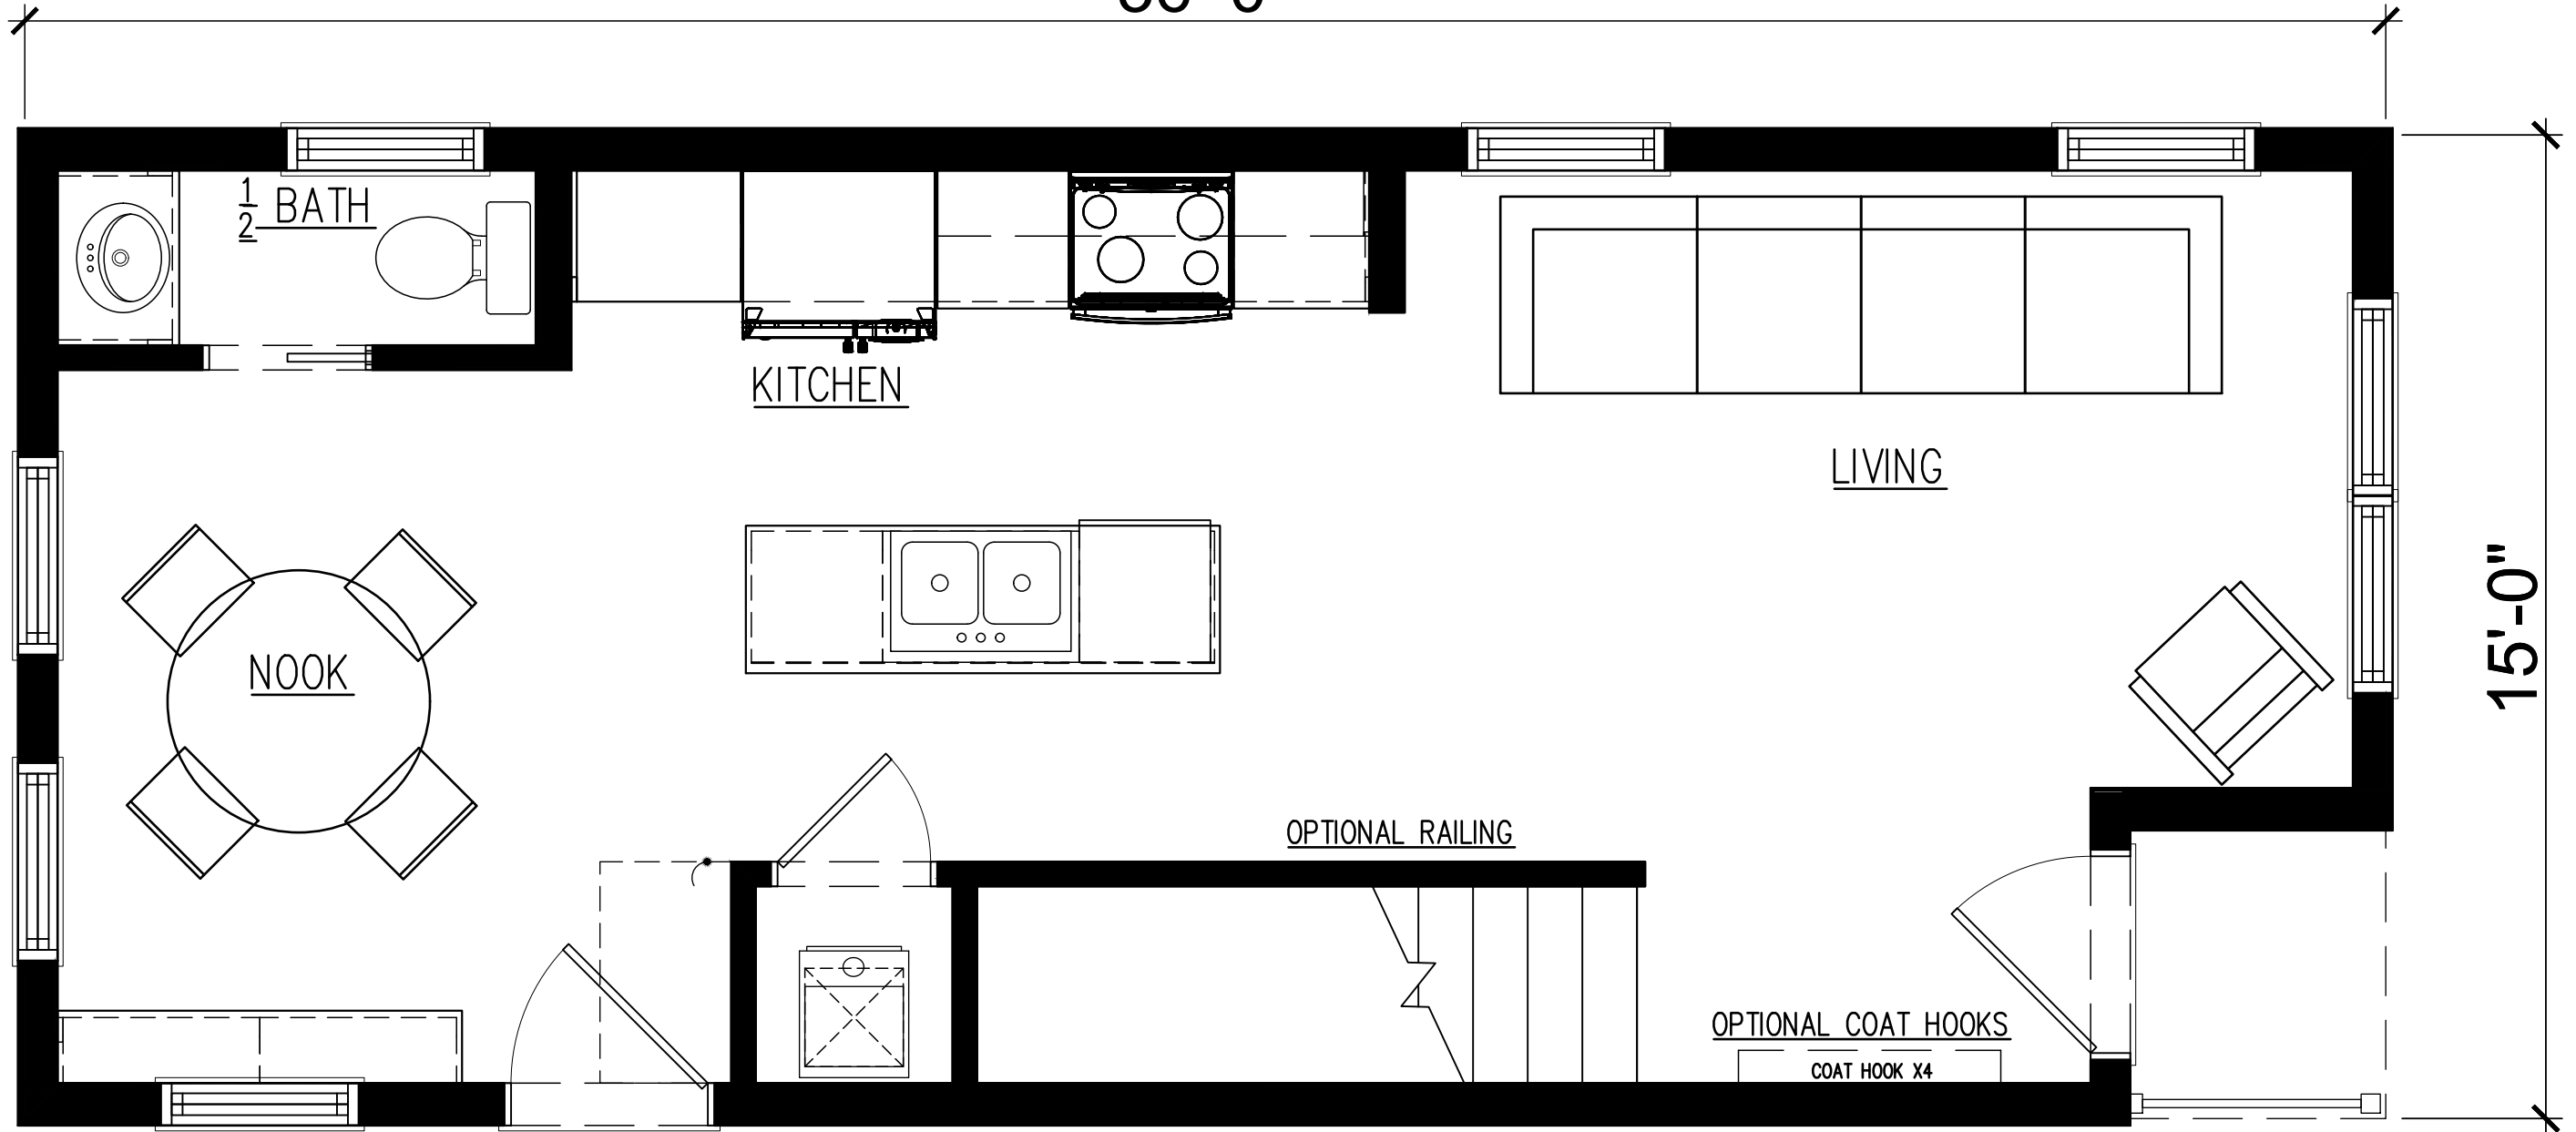 1/2 BATH
KITCHEN
LIVING
15'-0"
NOOK
OPTIONAL RAILING
OPTIONAL COAT HOOKS
COAT HOOK X4